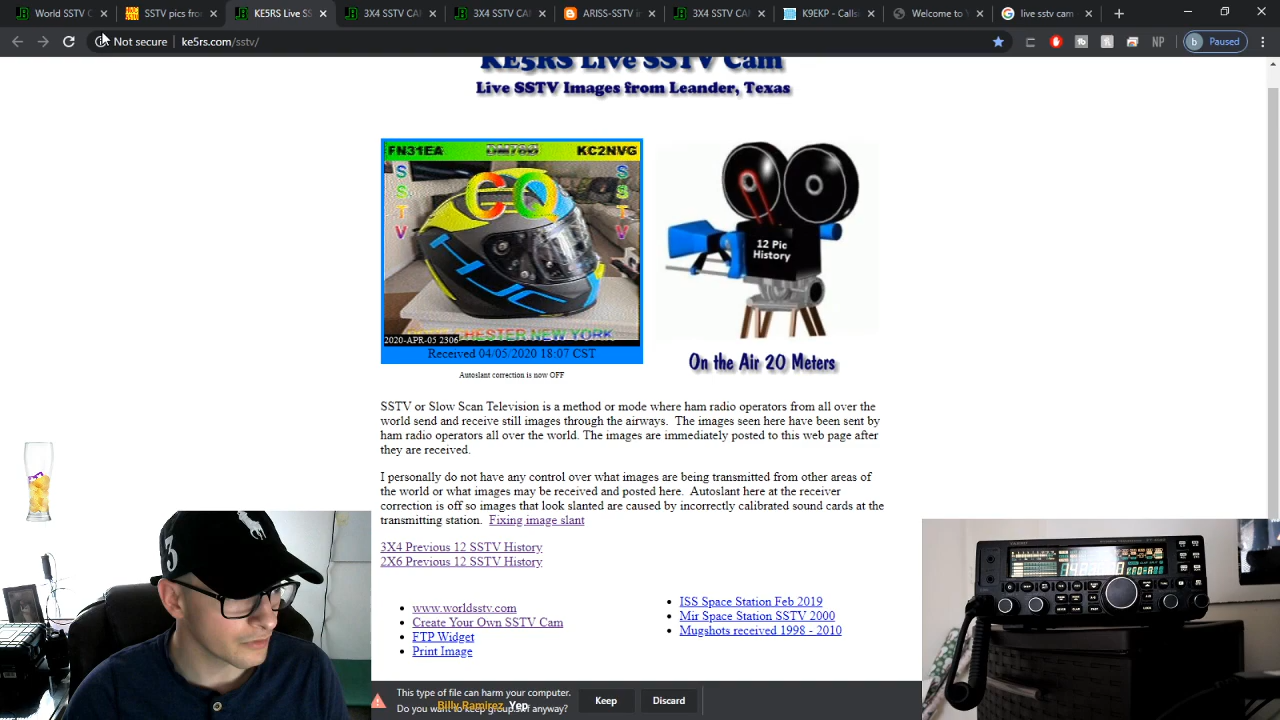 World SSTV C
SSTV pics fro
KE5RS Live SS
3X4 SSTV CA
3X4 SSTV CA
ARISS-SSTV i
3X4 SSTV CA
K9EKP - Calls
Welcome to
live sstv cam
Not secure
ke5rs.com/sstv/
NP
b
Paused
KE5RS Live SSTV Cam
Live SSTV Images from Leander, Texas
FN31EA
KC2NVG
CQ
SSTV
SSTV
CHESTER NEW YORK
2020-APR-05 2306
Received 04/05/2020 18:07 CST
12 Pic
History
Autoslant correction is now OFF
On the Air 20 Meters
SSTV or Slow Scan Television is a method or mode where ham radio operators from all over the
world send and receive still images through the airways. The images seen here have been sent by
ham radio operators all over the world. The images are immediately posted to this web page after
they are received.
I personally do not have any control over what images are being transmitted from other areas of
the world or what images may be received and posted here. Autoslant here at the receiver
correction is off so images that look slanted are caused by incorrectly calibrated sound cards at the
transmitting station. Fixing image slant
3X4 Previous 12 SSTV History
2X6 Previous 12 SSTV History
www.worldsstv.com
Create Your Own SSTV Cam
FTP Widget
Print Image
ISS Space Station Feb 2019
Mir Space Station SSTV 2000
Mugshots received 1998 - 2010
3
This type of file can harm your computer.
Do you want to keep group.sxf anyway?
Billy Ramirez Yep
Keep
Discard